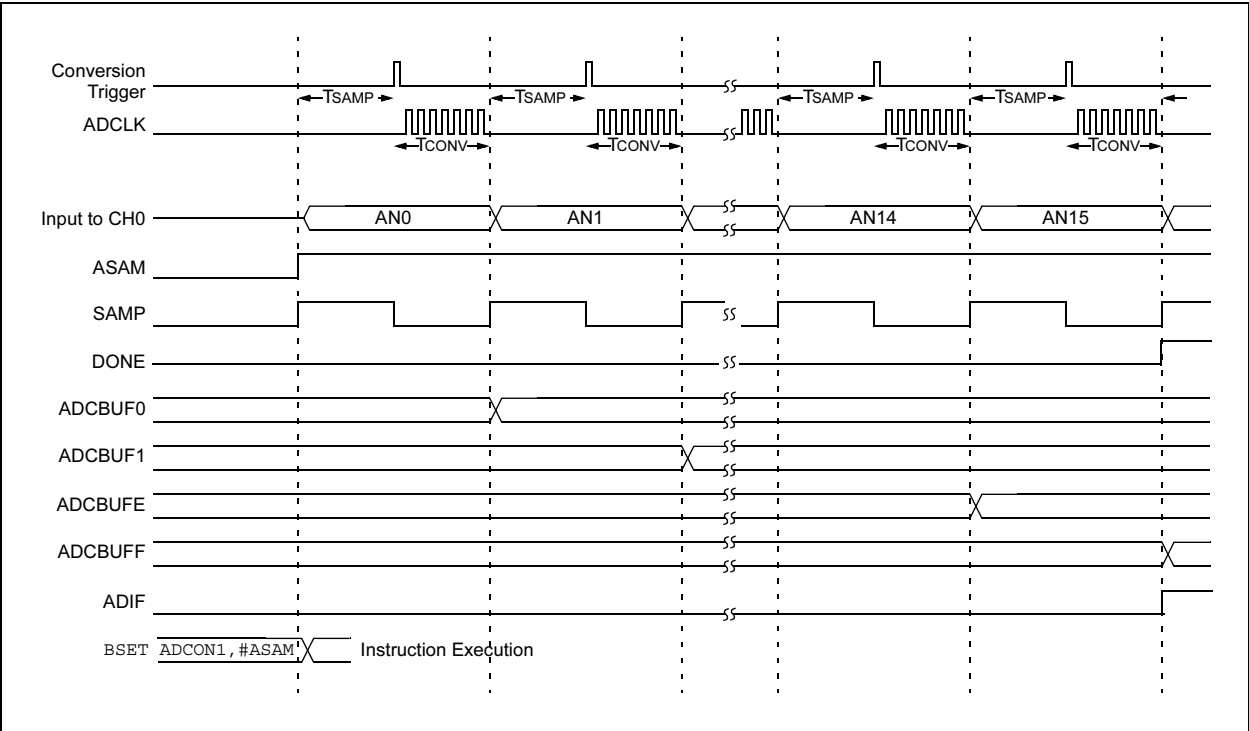 Conversion
Trigger
TSAMP TSAMP TSAMP TSAMP
ADCLK
TCONV TCONV TCONV TCONV
Input to CH0 AN0 AN1 AN14 AN15
ASAM
SAMP
DONE
ADCBUF0
ADCBUF1
ADCBUFE
ADCBUFF
ADIF
BSET ADCON1,#ASAM Instruction Execution